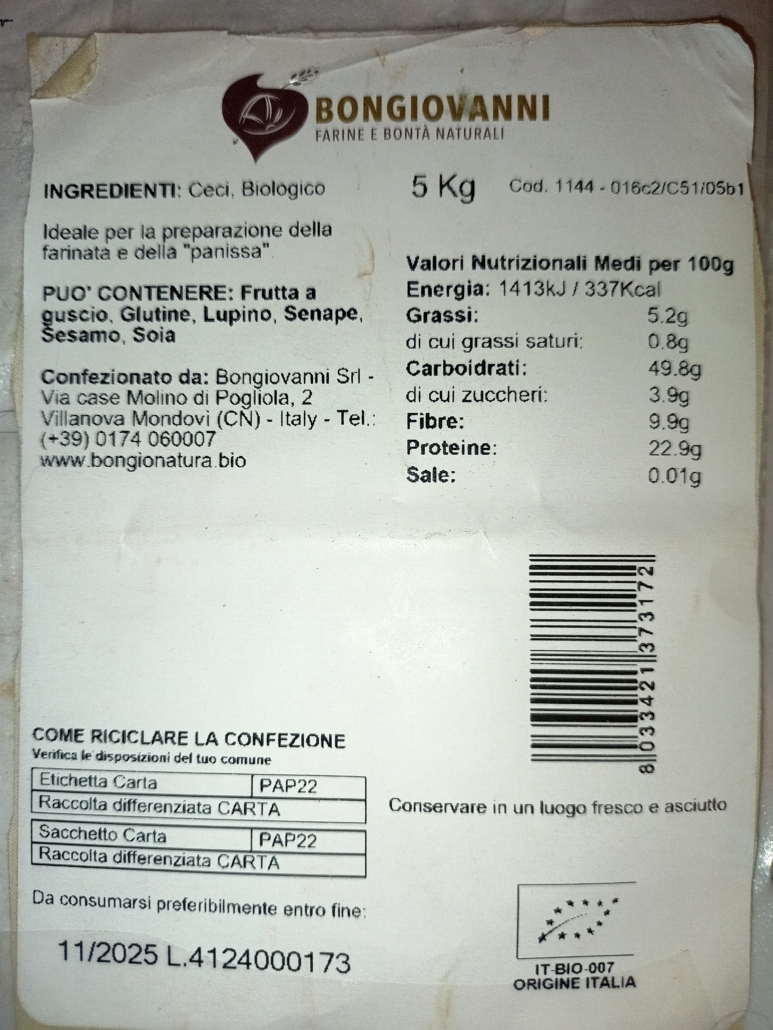 BONGIOVANNI
FARINE E BONTÀ NATURALI
INGREDIENTI: Ceci, Biologico
5 Kg
Cod. 1144 - 016c2/C51/05b1
Ideale per la preparazione della
farinata e della "panissa".
PUO' CONTENERE: Frutta a
guscio, Glutine, Lupino, Senape,
Sesamo, Soia
Confezionato da: Bongiovanni Srl -
Via case Molino di Pogliola, 2
Villanova Mondovì (CN) - Italy - Tel.:
(+39) 0174 060007
www.bongionatura.bio
Valori Nutrizionali Medi per 100g
Energia: 1413kJ / 337Kcal
Grassi: 5.2g
di cui grassi saturi: 0.8g
Carboidrati: 49.8g
di cui zuccheri: 3.9g
Fibre: 9.9g
Proteine: 22.9g
Sale: 0.01g
8 033421 373172
COME RICICLARE LA CONFEZIONE
Verifica le disposizioni del tuo comune
Etichetta Carta PAP22
Raccolta differenziata CARTA
Sacchetto Carta PAP22
Raccolta differenziata CARTA
Conservare in un luogo fresco e asciutto
Da consumarsi preferibilmente entro fine:
11/2025 L.4124000173
IT-BIO-007
ORIGINE ITALIA